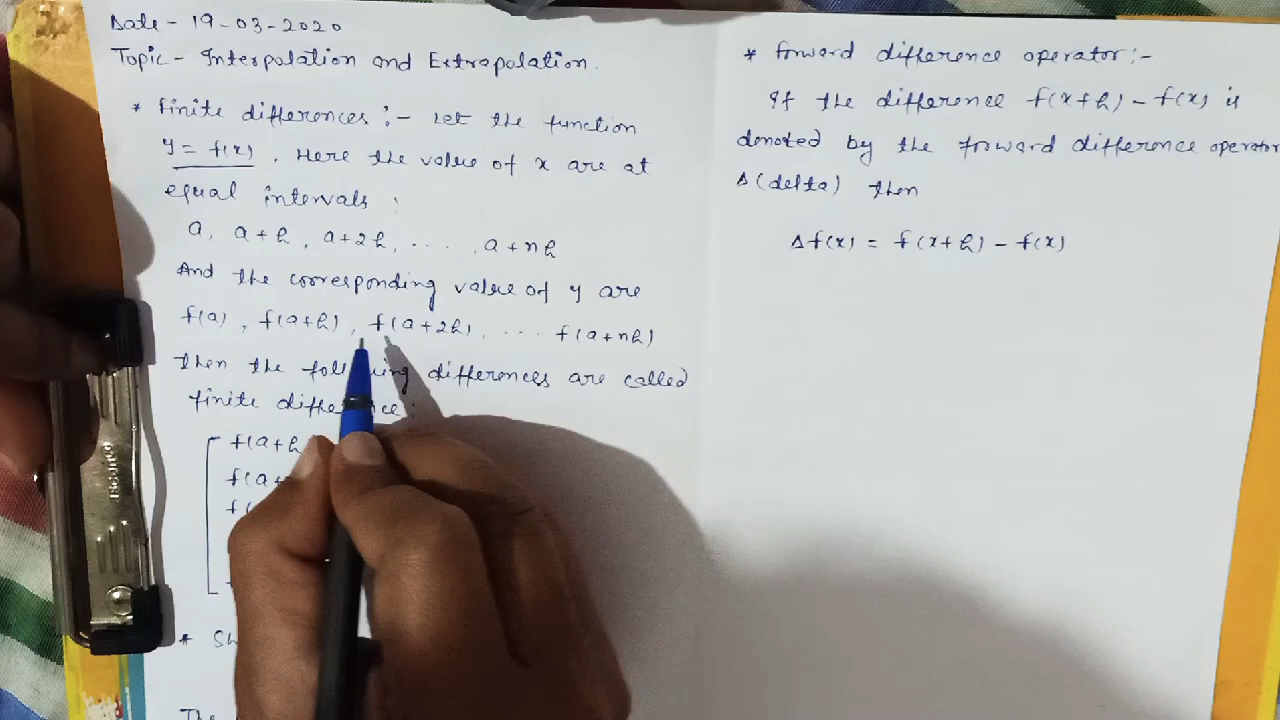 Date - 19-03-2020
Topic - Interpolation and Extrapolation.
* Finite differences :- Let the function
y = f(x) . Here the value of x are at
equal intervals :
a, a+h, a+2h, .... , a+nh
And the corresponding value of y are
f(a), f(a+h), f(a+2h), ... f(a+nh)
then the following differences are called
finite difference :
f(a+h
f(a+
f(
* Sh
The
* Forward difference operator :-
If the difference f(x+h) - f(x) is
denoted by the forward difference operator
Δ (delta) then
Δf(x) = f(x+h) - f(x)